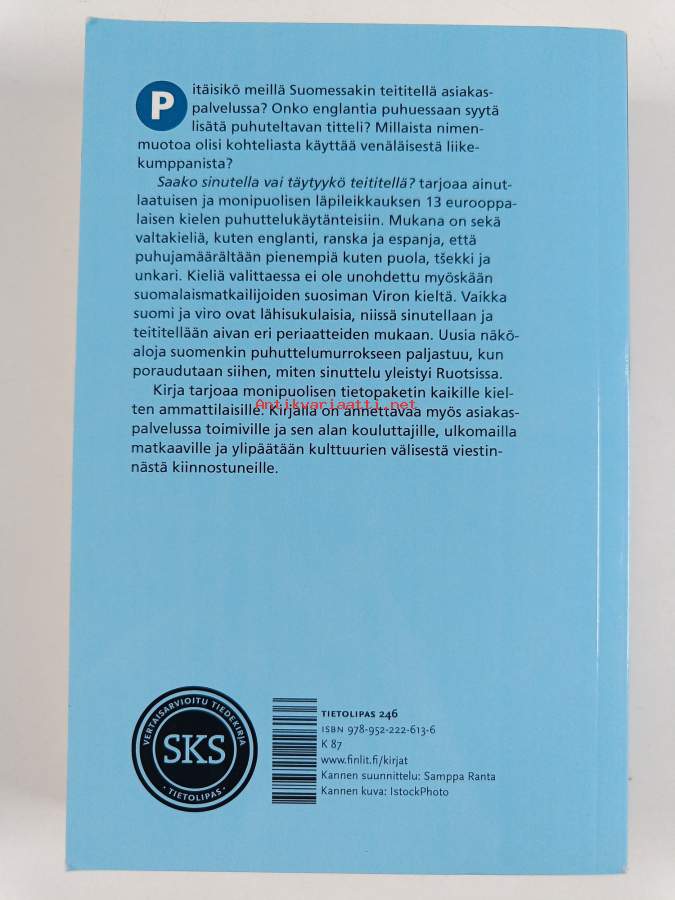 Pitäisikö meillä Suomessakin teititellä asiakas-
palvelussa? Onko englantia puhuessaan syytä
lisätä puhuteltavan titteli? Millaista nimen-
muotoa olisi kohteliasta käyttää venäläisestä liike-
kumppanista?
Saako sinutella vai täytyykö teititellä? tarjoaa ainut-
laatuisen ja monipuolisen läpileikkauksen 13 eurooppa-
laisen kielen puhuttelukäytänteisiin. Mukana on sekä
valtakieliä, kuten englanti, ranska ja espanja, että
puhujamäärältään pienempiä kuten puola, tšekki ja
unkari. Kieliä valittaessa ei ole unohdettu myöskään
suomalaismatkailijoiden suosiman Viron kieltä. Vaikka
suomi ja viro ovat lähisukulaisia, niissä sinutellaan ja
teititellään aivan eri periaatteiden mukaan. Uusia näkö-
aloja suomenkin puhuttelumurrokseen paljastuu, kun
poraudutaan siihen, miten sinuttelu yleistyi Ruotsissa.
Kirja tarjoaa monipuolisen tietopaketin kaikille kiel-
ten ammattilaisille. Kirjalla on annettavaa myös asiakas-
Antikvariaatti.net
palvelussa toimiville ja sen alan kouluttajille, ulkomailla
matkaaville ja ylipäätään kulttuurien välisestä viestin-
nästä kiinnostuneille.
VERTAISARVIOITU TIEDEKIRJA
SKS
· TIETOLIPAS ·
TIETOLIPAS 246
ISBN 978-952-222-613-6
K 87
www.finlit.fi/kirjat
Kannen suunnittelu: Samppa Ranta
Kannen kuva: IstockPhoto